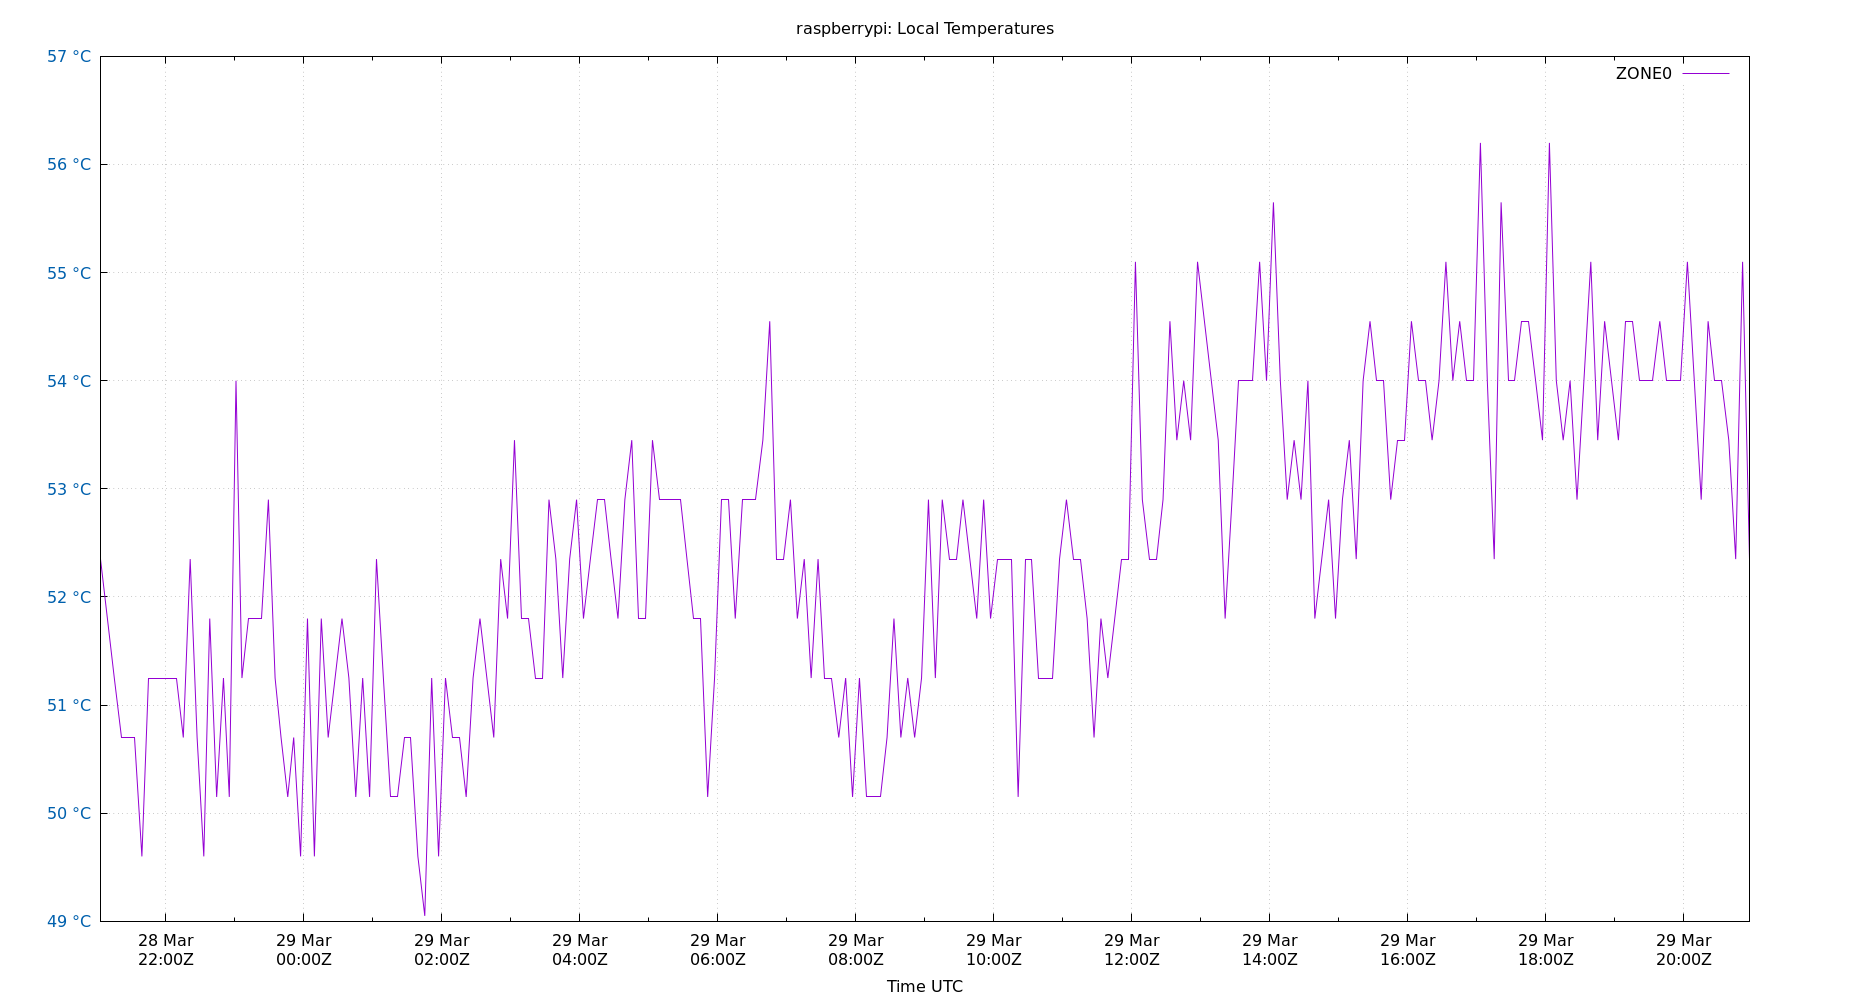 raspberrypi: Local Temperatures
ZONE0
57 °C
56 °C
55 °C
54 °C
53 °C
52 °C
51 °C
50 °C
49 °C
28 Mar 29 Mar 29 Mar 29 Mar 29 Mar 29 Mar 29 Mar 29 Mar 29 Mar 29 Mar 29 Mar 29 Mar
22:00Z 00:00Z 02:00Z 04:00Z 06:00Z 08:00Z 10:00Z 12:00Z 14:00Z 16:00Z 18:00Z 20:00Z
Time UTC